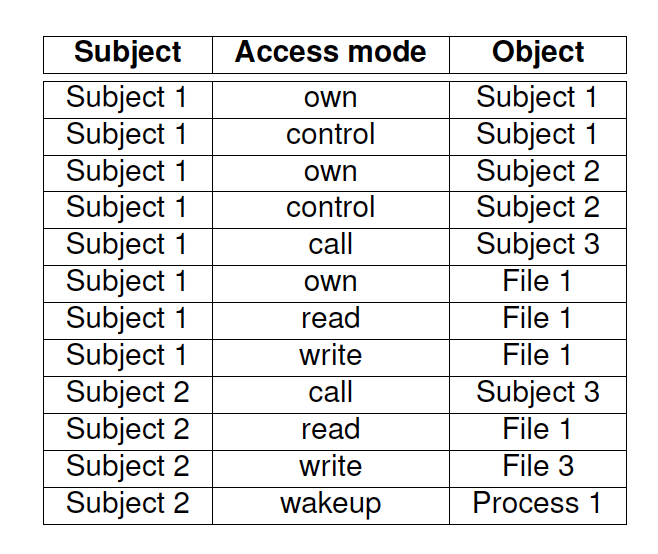 Subject Access mode Object
Subject 1 own Subject 1
Subject 1 control Subject 1
Subject 1 own Subject 2
Subject 1 control Subject 2
Subject 1 call Subject 3
Subject 1 own File 1
Subject 1 read File 1
Subject 1 write File 1
Subject 2 call Subject 3
Subject 2 read File 1
Subject 2 write File 3
Subject 2 wakeup Process 1